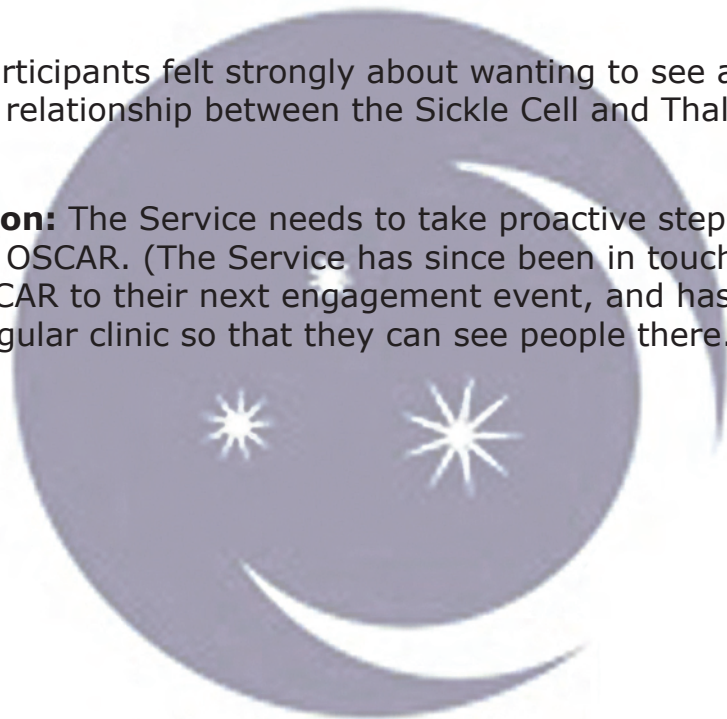 rticipants felt strongly about wanting to see a
relationship between the Sickle Cell and Thal
on: The Service needs to take proactive step
OSCAR. (The Service has since been in touch
CAR to their next engagement event, and has
gular clinic so that they can see people there.